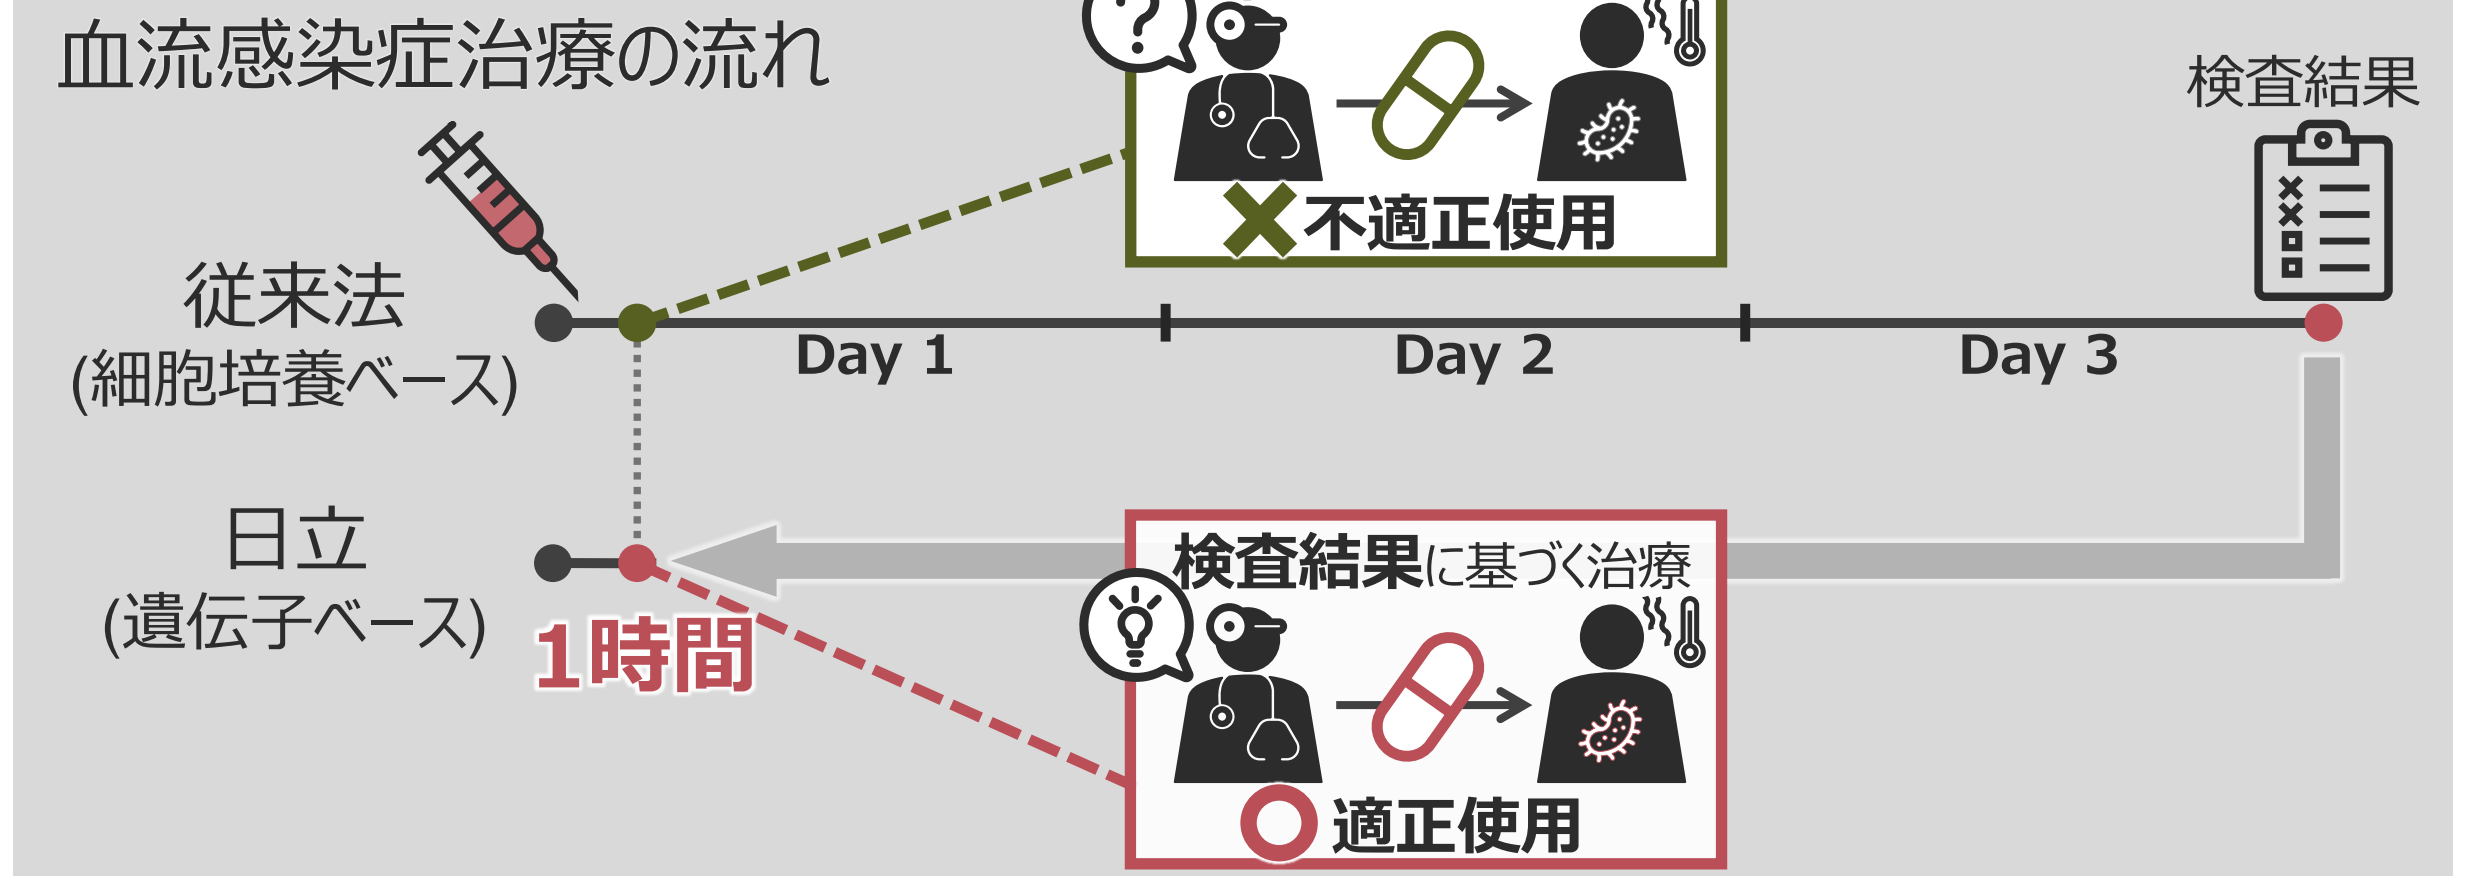 血流感染症治療の流れ
検査結果
不適正使用
従来法
(細胞培養ベース)
Day 1
Day 2
Day 3
日立
(遺伝子ベース)
1時間
検査結果に基づく治療
適正使用